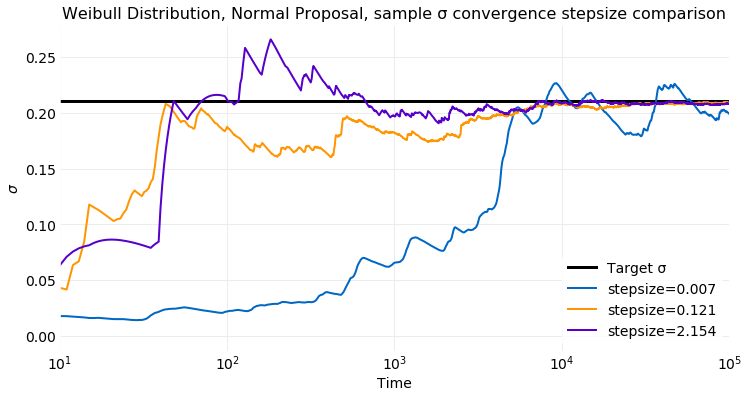 Weibull Distribution, Normal Proposal, sample σ convergence stepsize comparison
0.25
0.20
0.15
0.10
0.05
0.00
σ
Target σ
stepsize=0.007
stepsize=0.121
stepsize=2.154
10¹ 10² 10³ 10⁴ 10⁵
Time